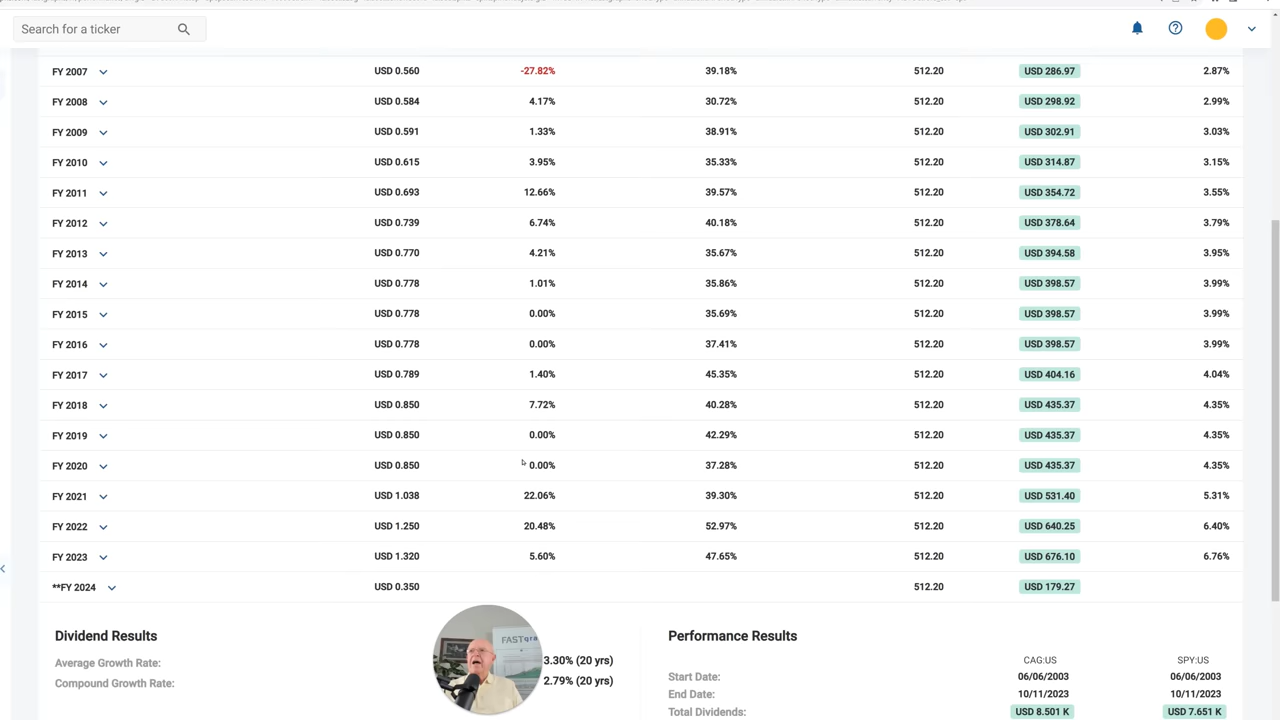 Search for a ticker
FY 2007 USD 0.560 -27.82% 39.18% 512.20 USD 286.97 2.87%
FY 2008 USD 0.584 4.17% 30.72% 512.20 USD 298.92 2.99%
FY 2009 USD 0.591 1.33% 38.91% 512.20 USD 302.91 3.03%
FY 2010 USD 0.615 3.95% 35.33% 512.20 USD 314.87 3.15%
FY 2011 USD 0.693 12.66% 39.57% 512.20 USD 354.72 3.55%
FY 2012 USD 0.739 6.74% 40.18% 512.20 USD 378.64 3.79%
FY 2013 USD 0.770 4.21% 35.67% 512.20 USD 394.58 3.95%
FY 2014 USD 0.778 1.01% 35.86% 512.20 USD 398.57 3.99%
FY 2015 USD 0.778 0.00% 35.69% 512.20 USD 398.57 3.99%
FY 2016 USD 0.778 0.00% 37.41% 512.20 USD 398.57 3.99%
FY 2017 USD 0.789 1.40% 45.35% 512.20 USD 404.16 4.04%
FY 2018 USD 0.850 7.72% 40.28% 512.20 USD 435.37 4.35%
FY 2019 USD 0.850 0.00% 42.29% 512.20 USD 435.37 4.35%
FY 2020 USD 0.850 0.00% 37.28% 512.20 USD 435.37 4.35%
FY 2021 USD 1.038 22.06% 39.30% 512.20 USD 531.40 5.31%
FY 2022 USD 1.250 20.48% 52.97% 512.20 USD 640.25 6.40%
FY 2023 USD 1.320 5.60% 47.65% 512.20 USD 676.10 6.76%
**FY 2024 USD 0.350 512.20 USD 179.27
Dividend Results
Average Growth Rate: 3.30% (20 yrs)
Compound Growth Rate: 2.79% (20 yrs)
FASTgra
Performance Results
CAG:US SPY:US
Start Date: 06/06/2003 06/06/2003
End Date: 10/11/2023 10/11/2023
Total Dividends: USD 8.501 K USD 7.651 K